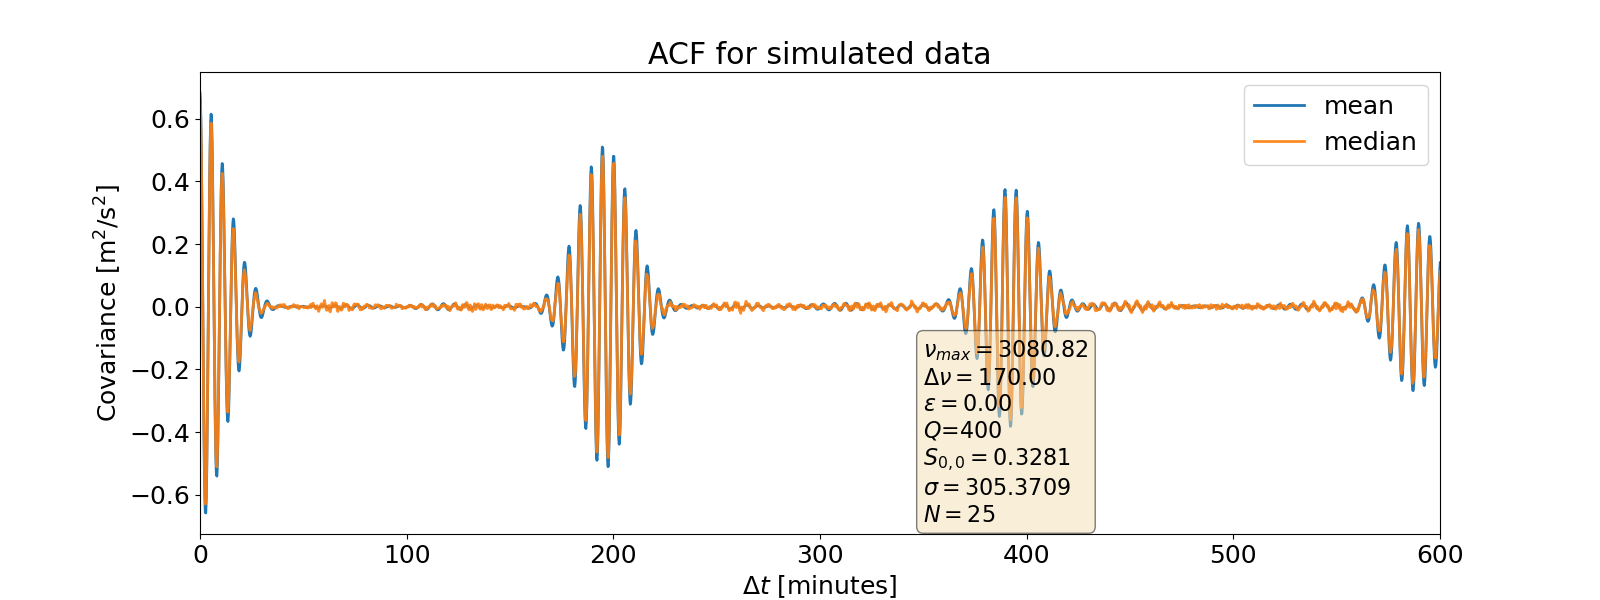 ACF for simulated data
mean
median
Covariance [m²/s²]
0.6
0.4
0.2
0.0
−0.2
−0.4
−0.6
ν_max = 3080.82
Δν = 170.00
ε = 0.00
Q=400
S_0,0 = 0.3281
σ = 305.3709
N = 25
0 100 200 300 400 500 600
Δt [minutes]